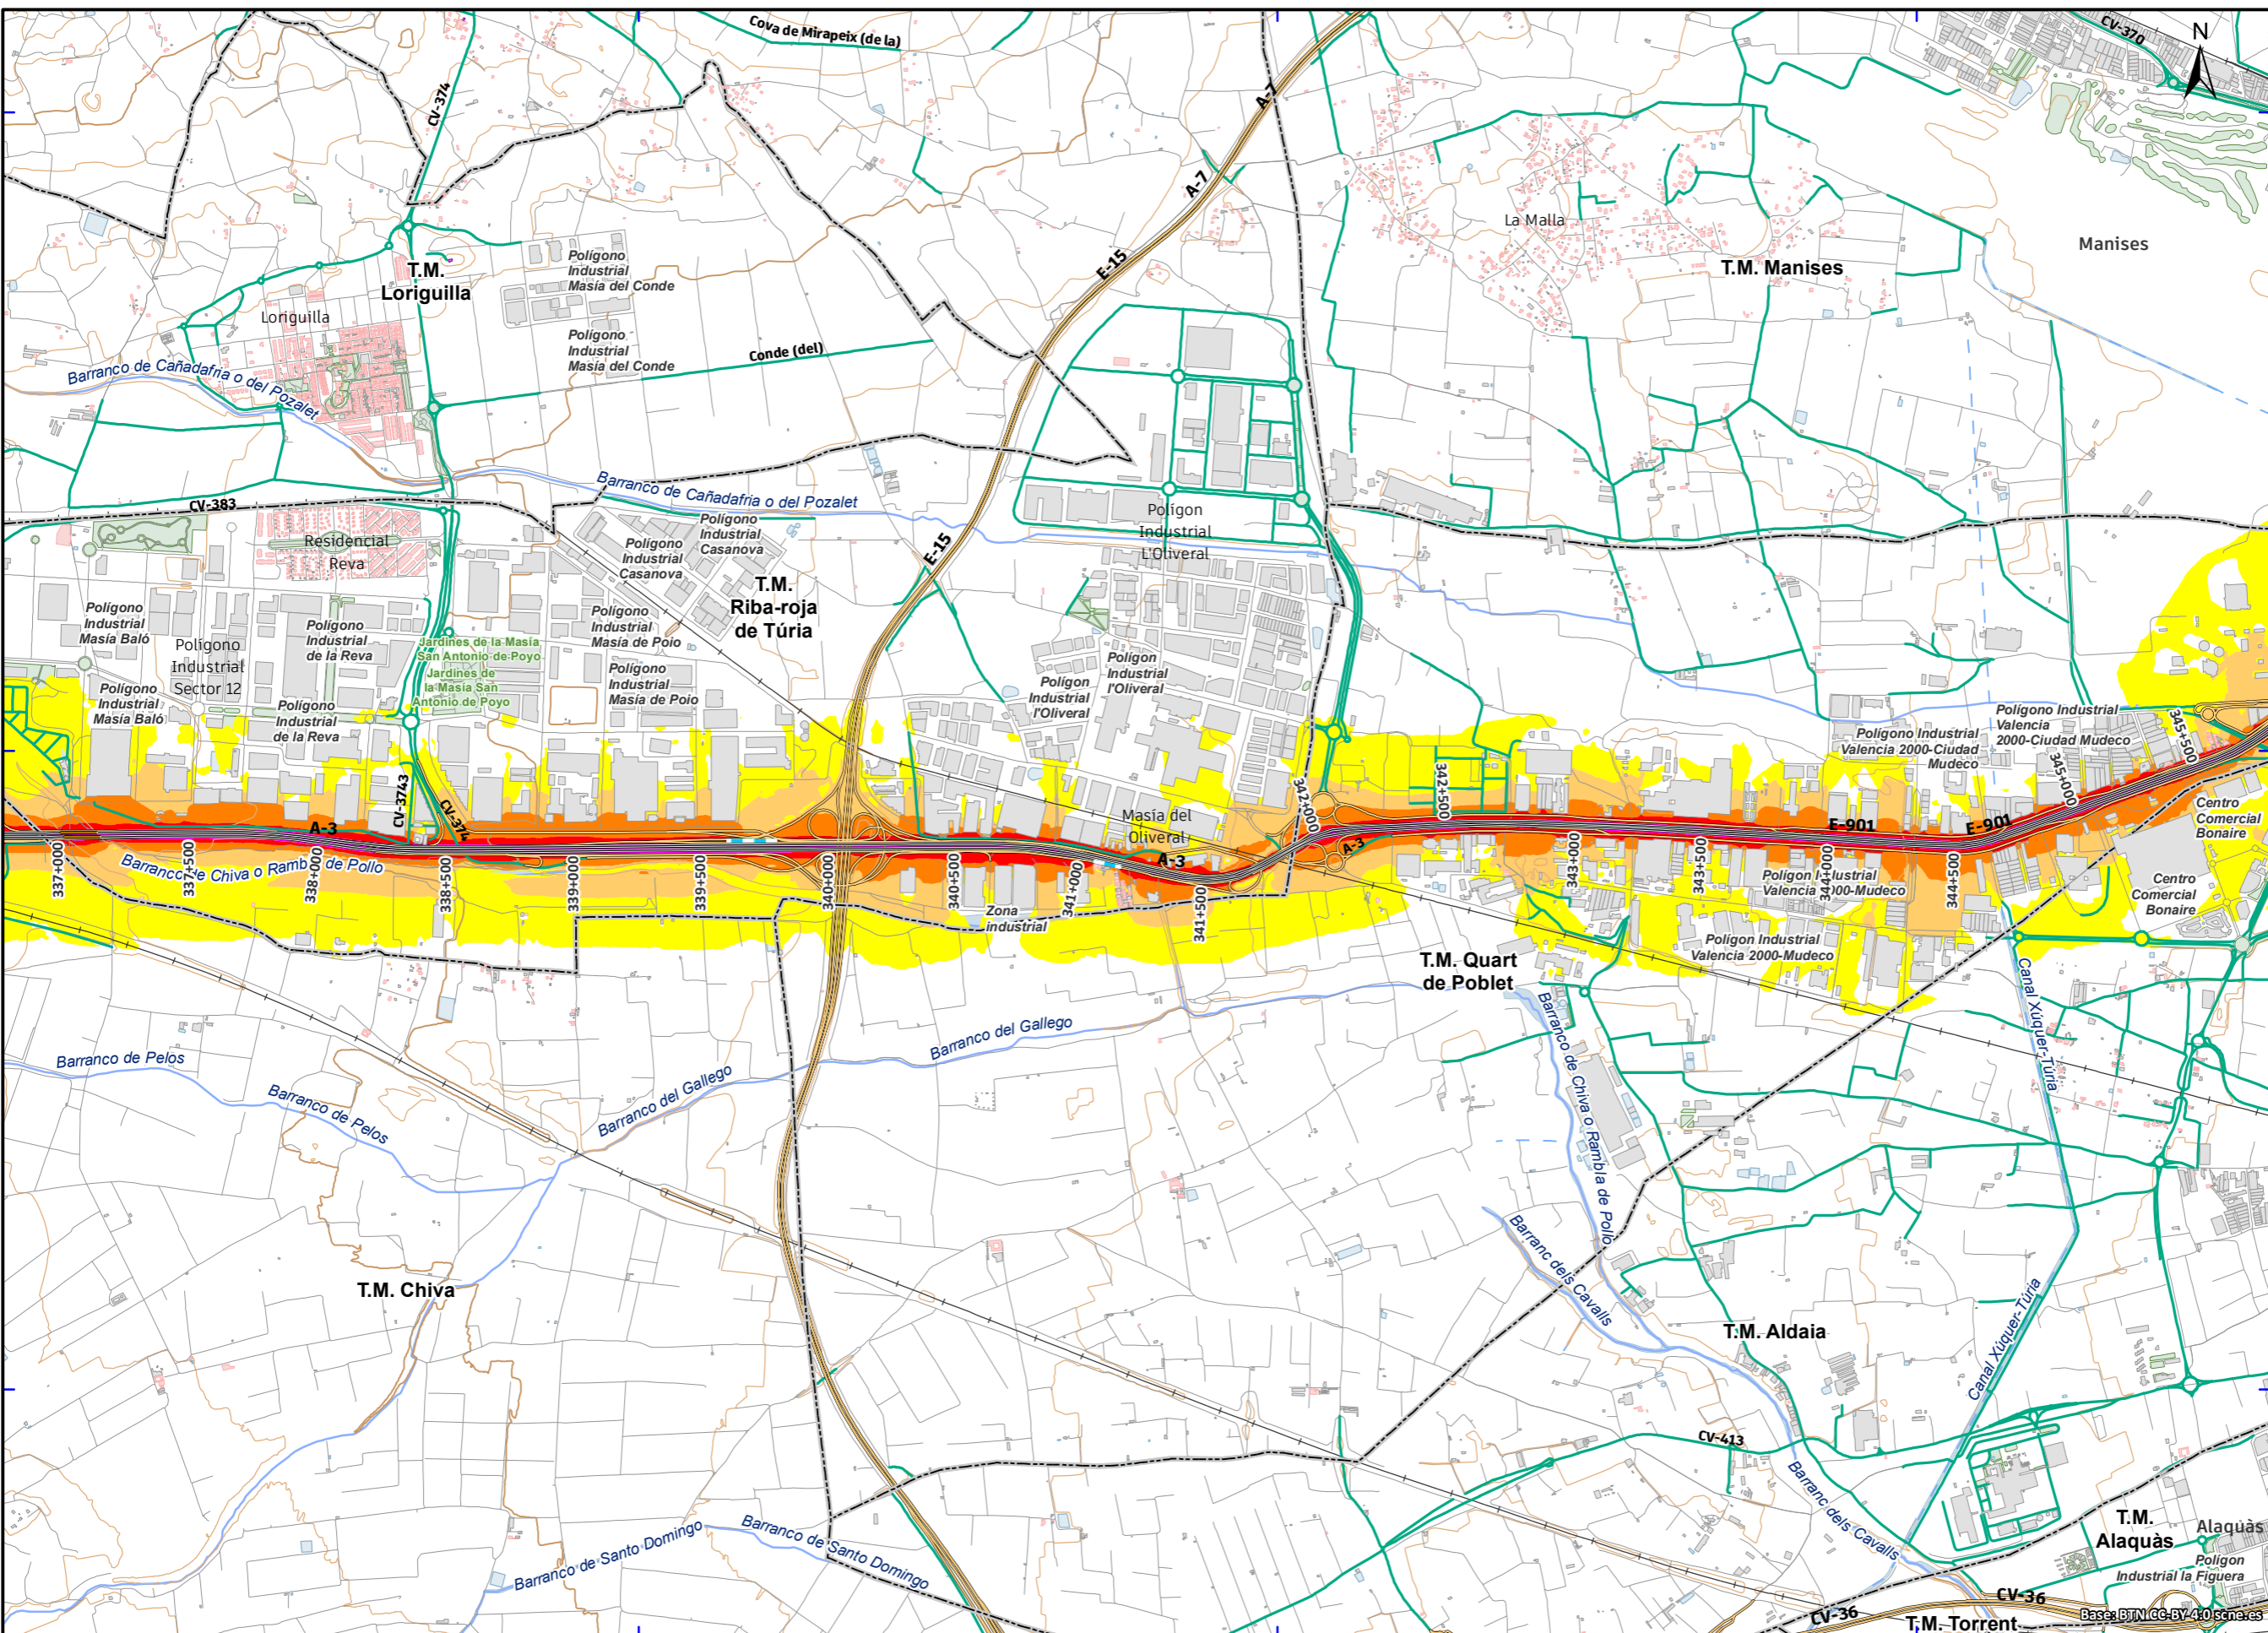 Cova de Mirapeix (de la)
CV-370
N
CV-374
A-7
A-7
La Malla
Manises
T.M. Manises
E-15
T.M.
Loriguilla
Polígono
Industrial
Masía del Conde
Loriguilla
Polígono
Industrial
Masía del Conde
Conde (del)
Barranco de Cañadafria o del Pozalet
Barranco de Cañadafria o del Pozalet
CV-383
Residencial
Reva
Polígono
Industrial
Casanova
Polígono
Industrial
Casanova
E-15
Polígon
Industrial
L'Oliveral
T.M.
Riba-roja
de Túria
Polígono
Industrial
Masía Baló
Polígono
Industrial
Sector 12
Polígono
Industrial
de la Reva
Jardines de la Masía
San Antonio de Poyo
Jardines de
la Masía San
Antonio de Poyo
Polígono
Industrial
Masía de Poio
Polígono
Industrial
Masía de Poio
Polígono
Industrial
Masía Baló
Polígono
Industrial
de la Reva
Polígon
Industrial
l'Oliveral
Polígon
Industrial
l'Oliveral
Polígono Industrial
Valencia 2000-Ciudad
Mudeco
Polígono Industrial
Valencia
2000-Ciudad Mudeco
345+500
345+000
342+500
342+000
CV-3743
CV-374
A-3
Masía del
Oliveral
A-3
A-3
E-901
E-901
Centro
Comercial
Bonaire
Barranco de Chiva o Rambla de Pollo
337+000
337+500
338+000
338+500
339+000
339+500
340+000
340+500
341+000
341+500
343+000
343+500
344+000
344+500
Polígon Industrial
Valencia 2000-Mudeco
Centro
Comercial
Bonaire
Zona
industrial
Polígon Industrial
Valencia 2000-Mudeco
T.M. Quart
de Poblet
Canal Xúquer-Túria
Barranco del Gallego
Barranco de Pelos
Barranco de Pelos
Barranco del Gallego
Barranco de Chiva o Rambla de Pollo
Barranc dels Cavalls
T.M. Chiva
T.M. Aldaia
Canal Xúquer-Túria
CV-413
Barranc dels Cavalls
Barranco de Santo Domingo
Barranco de Santo Domingo
T.M.
Alaquàs
Alaquàs
Polígon
Industrial la Figuera
CV-36
CV-36
T.M. Torrent
Base: BTN CC-BY 4.0 scne.es